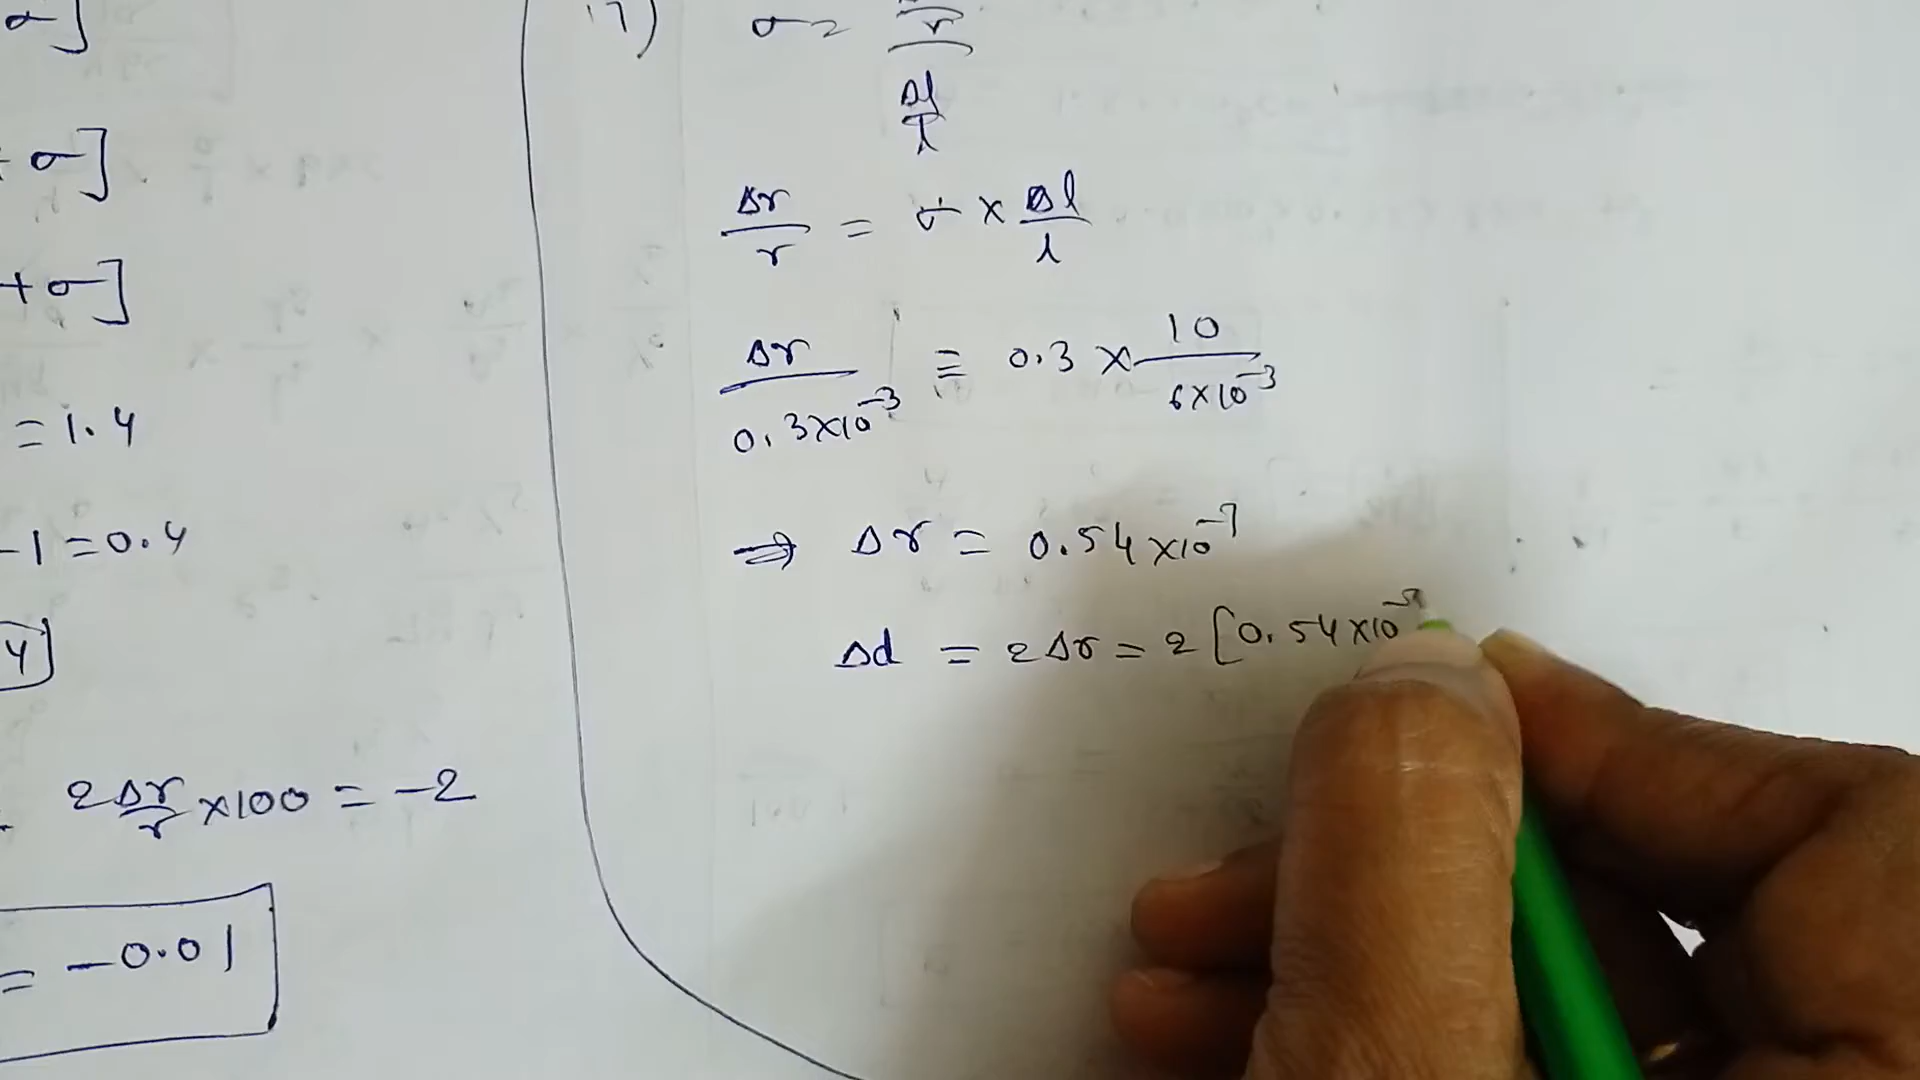 σ]
+ σ]
+ σ]
= 1.4
-1 = 0.4
4]
2Δr/r × 100 = -2
= -0.01
17) σ = r / Δl/l
Δr/r = σ × Δl/l
Δr/0.3×10⁻³ = 0.3 × 10/6×10⁻³
⇒ Δr = 0.54×10⁻⁷
Δd = 2Δr = 2[0.54×10